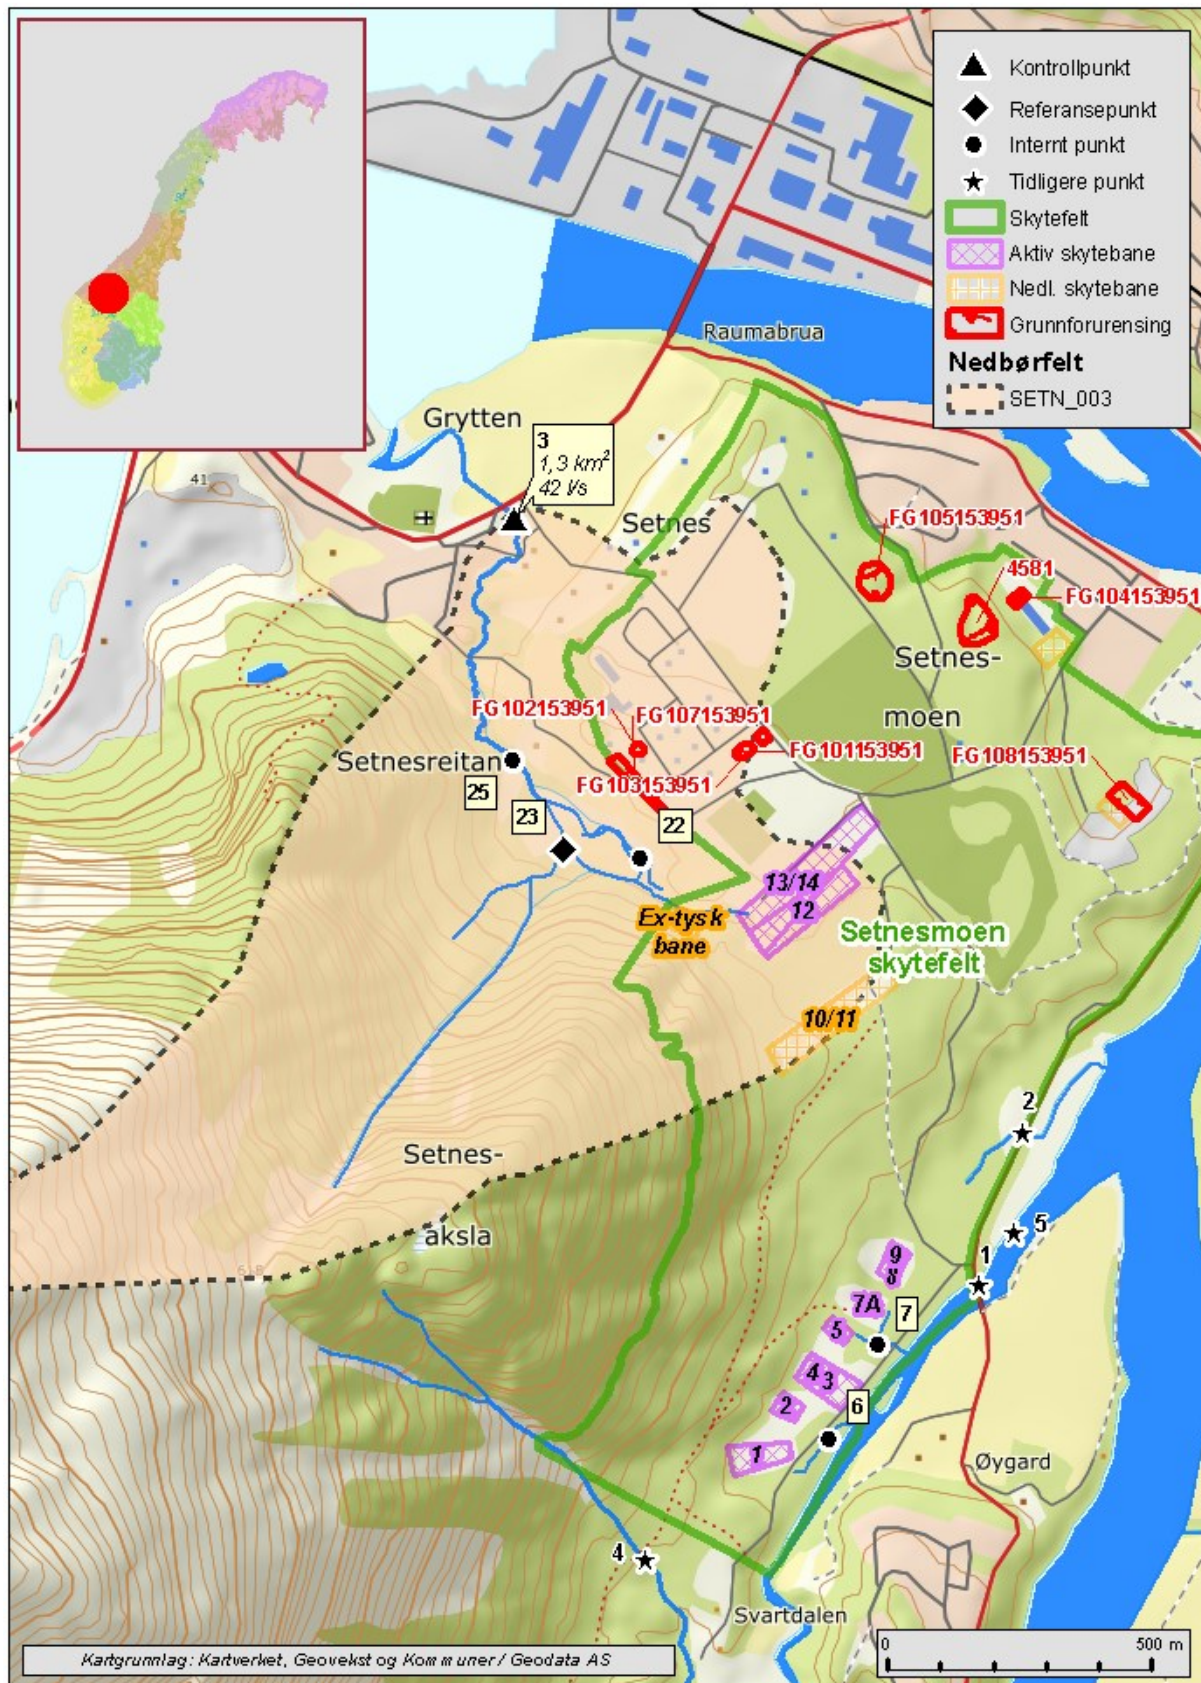 Kontrollpunkt
Referansepunkt
Internt punkt
Tidligere punkt
Skytefelt
Aktiv skytebane
Nedl. skytebane
Grunnforurensing
Nedbørfelt
SETN_003
Raumabrua
Grytten
3
1,3 km²
42 l/s
41
Setnes
FG105153951
4581
FG104153951
Setnes-
moen
FG102153951
FG107153951
FG101153951
FG103153951
FG108153951
Setnesreitan
25
23
22
13/14
12
Ex-tysk
bane
Setnesmoen
skytefelt
10/11
2
Setnes-
aksla
5
1
9
8
7A
7
5
4
3
2
6
1
Øygard
4
Svartdalen
0
500 m
Kartgrunnlag: Kartverket, Geovekst og Kommuner / Geodata AS